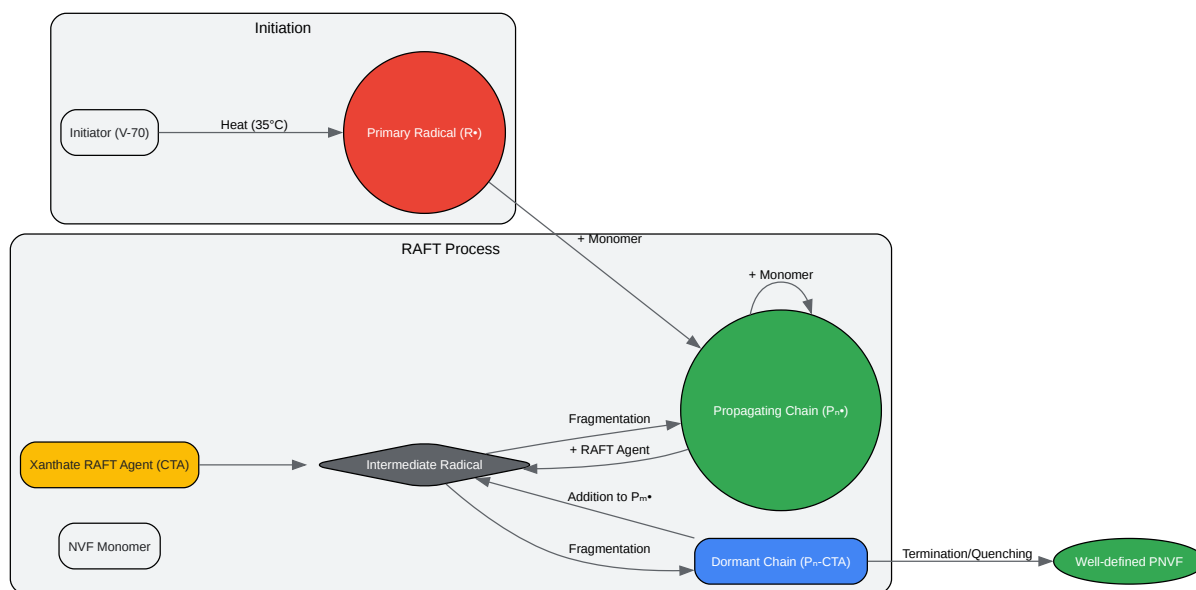 Initiation
Initiator (V-70)
Heat (35°C)
Primary Radical (R•)
+ Monomer
RAFT Process
+ Monomer
Propagating Chain (Pₙ•)
Fragmentation
+ RAFT Agent
Xanthate RAFT Agent (CTA)
Intermediate Radical
Addition to Pₘ•
NVF Monomer
Fragmentation
Dormant Chain (Pₙ-CTA)
Termination/Quenching
Well-defined PNVF